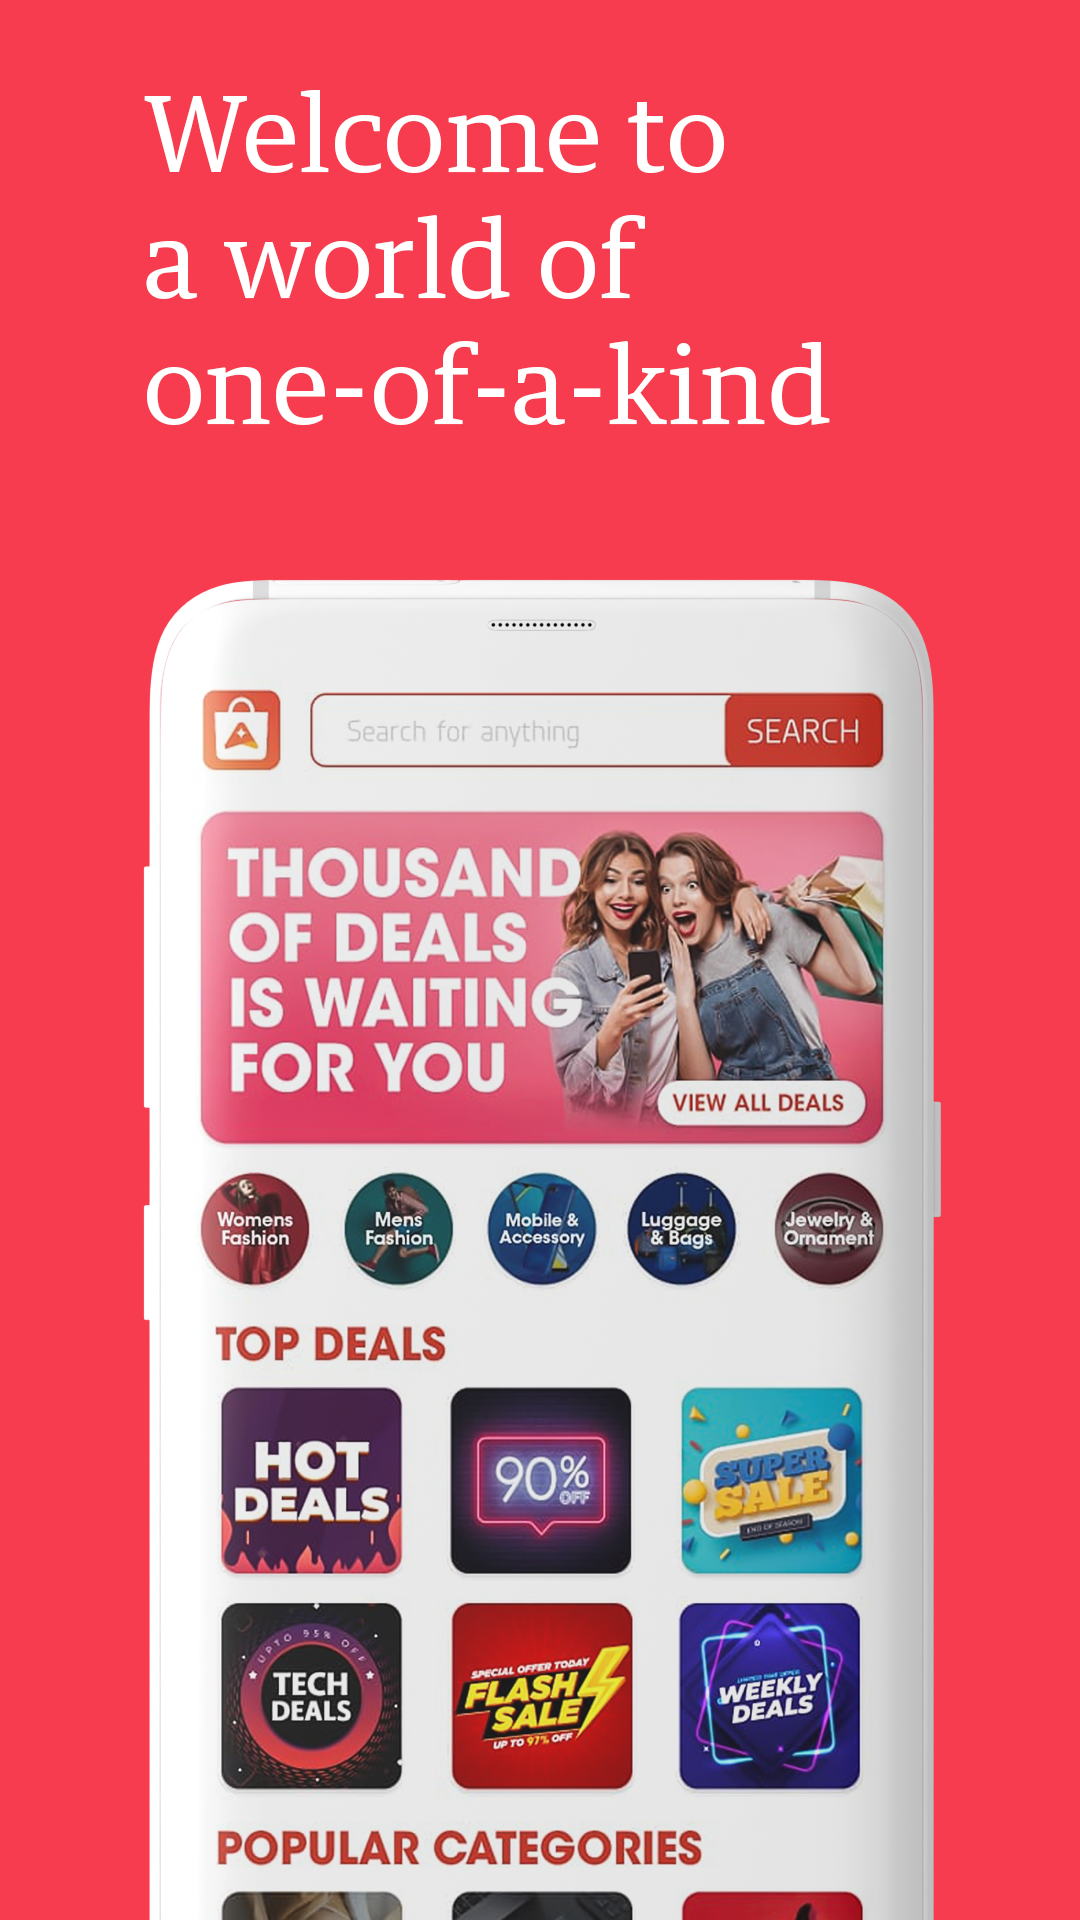 Welcome to
a world of
one-of-a-kind
Search for anything
SEARCH
THOUSAND
OF DEALS
IS WAITING
FOR YOU
VIEW ALL DEALS
Womens
Fashion
Mens
Fashion
Mobile &
Accessory
Luggage
& Bags
Jewelry &
Ornament
TOP DEALS
HOT
DEALS
90%
OFF
SUPER
SALE
END OF SEASON
UPTO 95% OFF
TECH
DEALS
SPECIAL OFFER TODAY
FLASH
SALE
UP TO 97% OFF
LIMITED TIME OFFER
WEEKLY
DEALS
POPULAR CATEGORIES